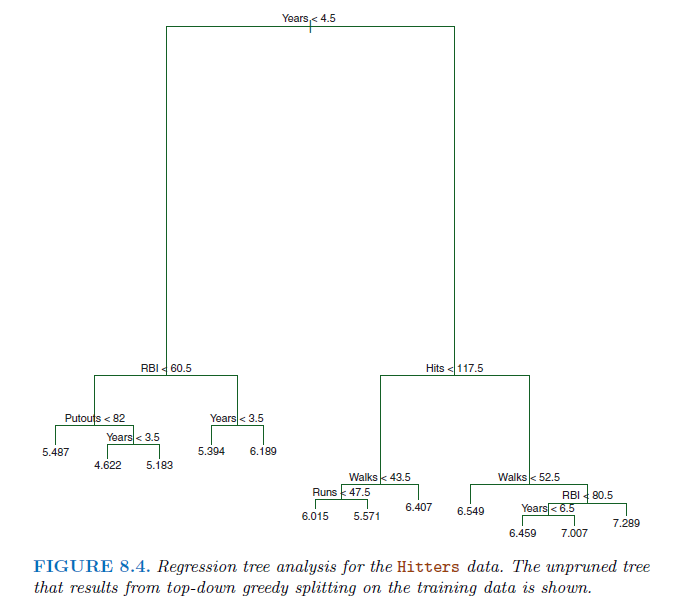 Years < 4.5
RBI < 60.5
Hits < 117.5
Putouts < 82
Years < 3.5
Years < 3.5
5.487
4.622
5.183
5.394
6.189
Walks < 43.5
Walks < 52.5
Runs < 47.5
RBI < 80.5
6.015
5.571
6.407
6.549
Years < 6.5
6.459
7.007
7.289
FIGURE 8.4. Regression tree analysis for the Hitters data. The unpruned tree
that results from top-down greedy splitting on the training data is shown.